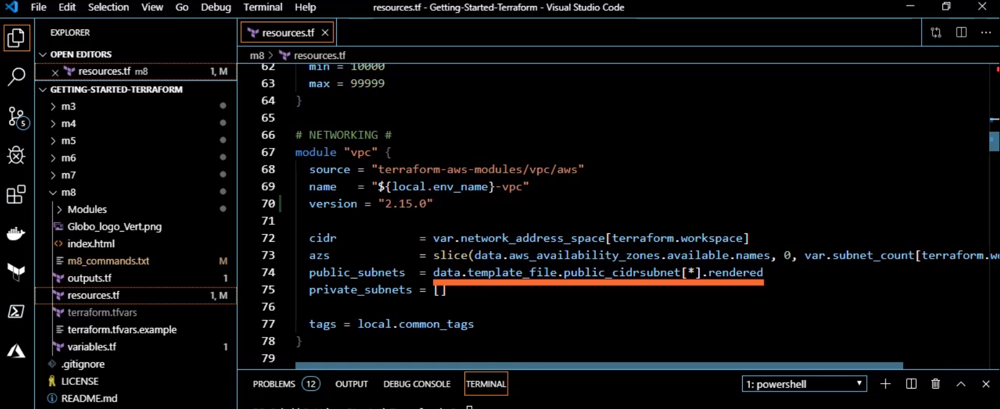 File Edit Selection View Go Debug Terminal Help resources.tf - Getting-Started-Terraform - Visual Studio Code
EXPLORER
OPEN EDITORS
resources.tf m8 1, M
GETTING-STARTED-TERRAFORM
m3
m4
5
m5
m6
m7
m8
Modules
Globo_logo_Vert.png
index.html
m8_commands.txt M
outputs.tf 1
resources.tf 1, M
terraform.tfvars
terraform.tfvars.example
variables.tf 1
.gitignore
LICENSE
README.md
resources.tf
m8 > resources.tf
62 min = 10000
63 max = 99999
64 }
65
66 # NETWORKING #
67 module "vpc" {
68 source = "terraform-aws-modules/vpc/aws"
69 name = "${local.env_name}-vpc"
70 version = "2.15.0"
71
72 cidr = var.network_address_space[terraform.workspace]
73 azs = slice(data.aws_availability_zones.available.names, 0, var.subnet_count[terraform.w
74 public_subnets = data.template_file.public_cidrsubnet[*].rendered
75 private_subnets = []
76
77 tags = local.common_tags
78 }
79
PROBLEMS 12 OUTPUT DEBUG CONSOLE TERMINAL 1: powershell